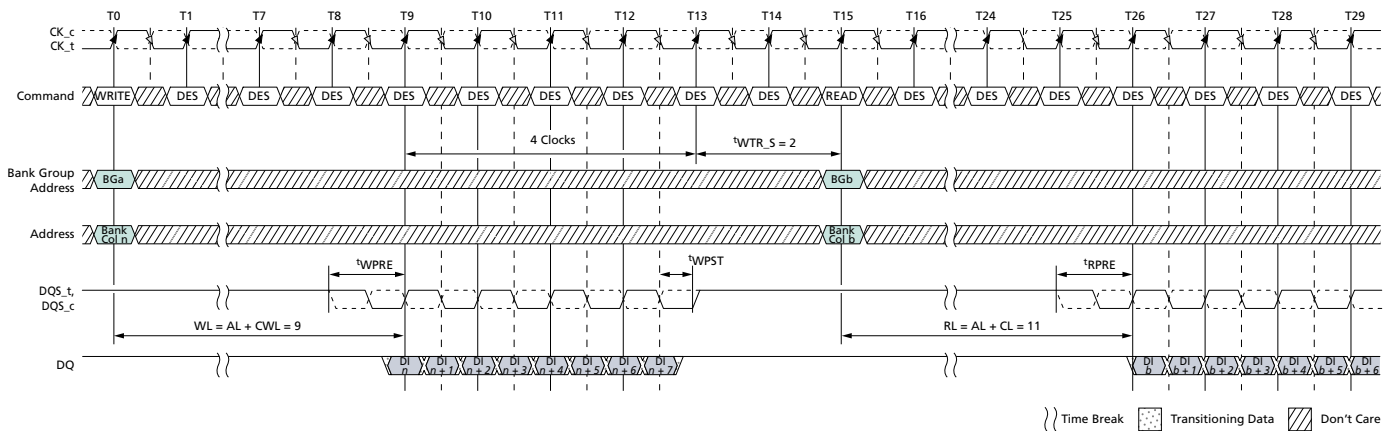 T0 T1 T7 T8 T9 T10 T11 T12 T13 T14 T15 T16 T24 T25 T26 T27 T28 T29
CK_c
CK_t
Command WRITE DES DES DES DES DES DES DES DES DES READ DES DES DES DES DES DES DES
4 Clocks tWTR_S = 2
Bank Group
Address BGa BGb
Address Bank
Col n Bank
Col b
tWPRE tWPST tRPRE
DQS_t,
DQS_c
WL = AL + CWL = 9 RL = AL + CL = 11
DQ DI
n DI
n + 1 DI
n + 2 DI
n + 3 DI
n + 4 DI
n + 5 DI
n + 6 DI
n + 7 DI
b DI
b + 1 DI
b + 2 DI
b + 3 DI
b + 4 DI
b + 5 DI
b + 6
Time Break Transitioning Data Don't Care